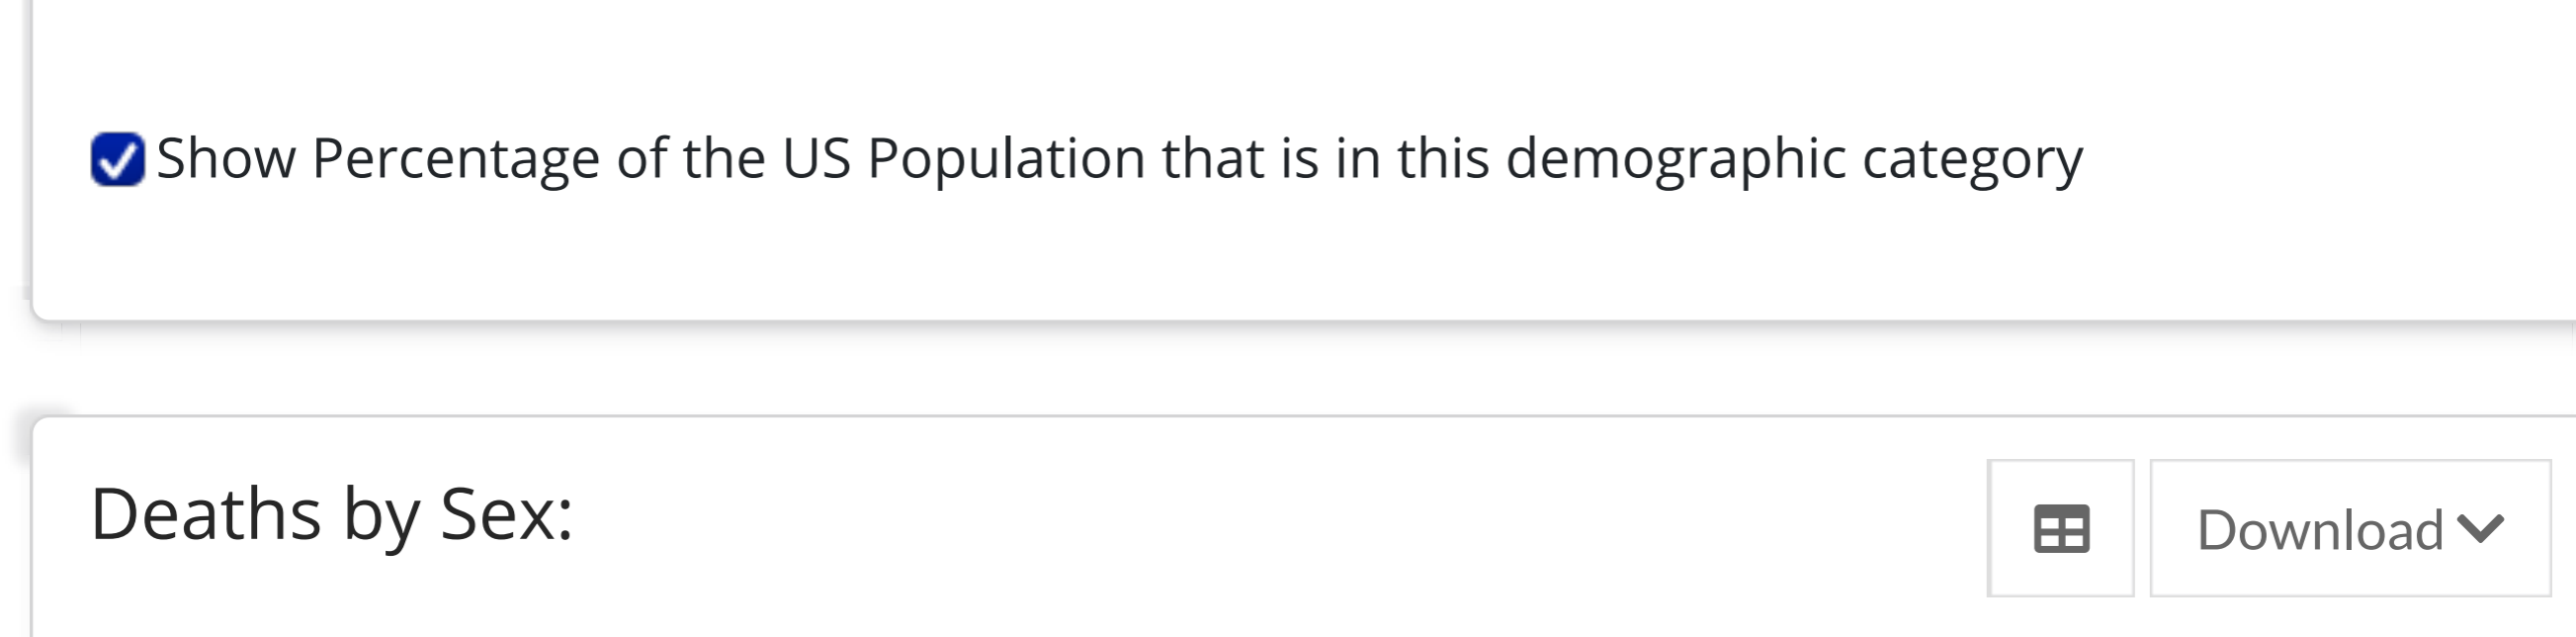 Show Percentage of the US Population that is in this demographic category
Deaths by Sex:
Download